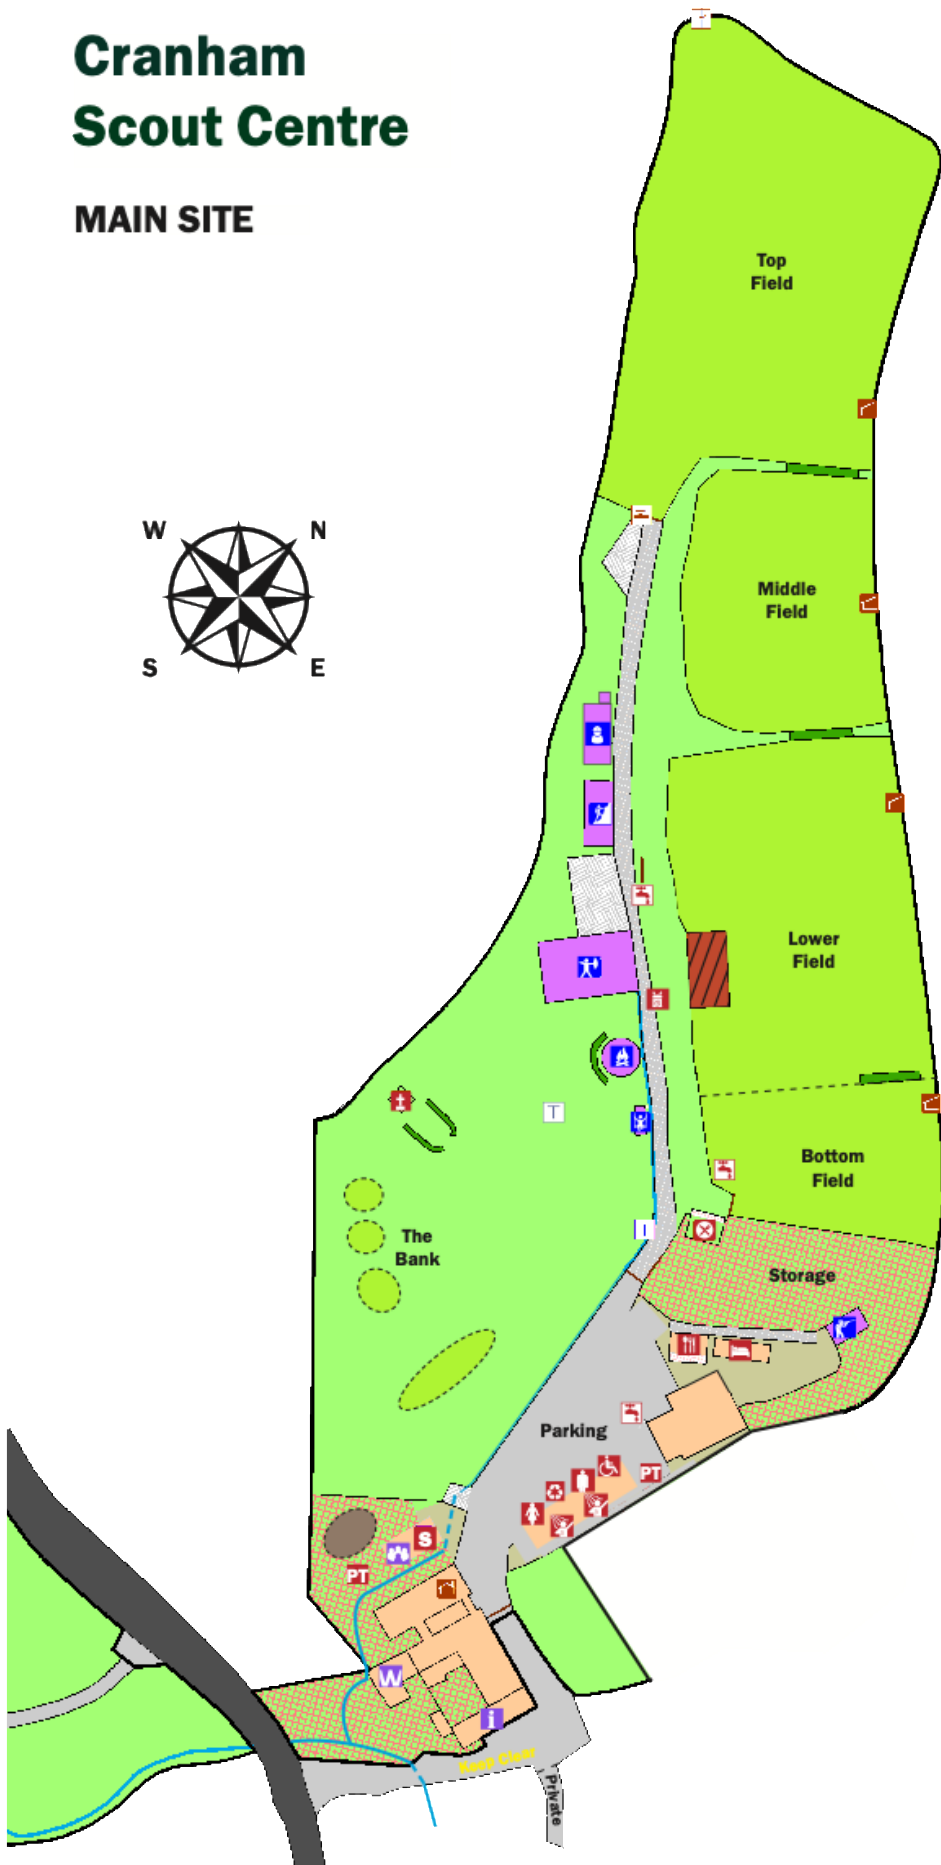 Cranham
Scout Centre
MAIN SITE
Top
Field
W
N
S
E
Middle
Field
Lower
Field
T
Bottom
Field
I
The
Bank
Storage
Parking
PT
S
PT
W
i
Keep Clear
Private